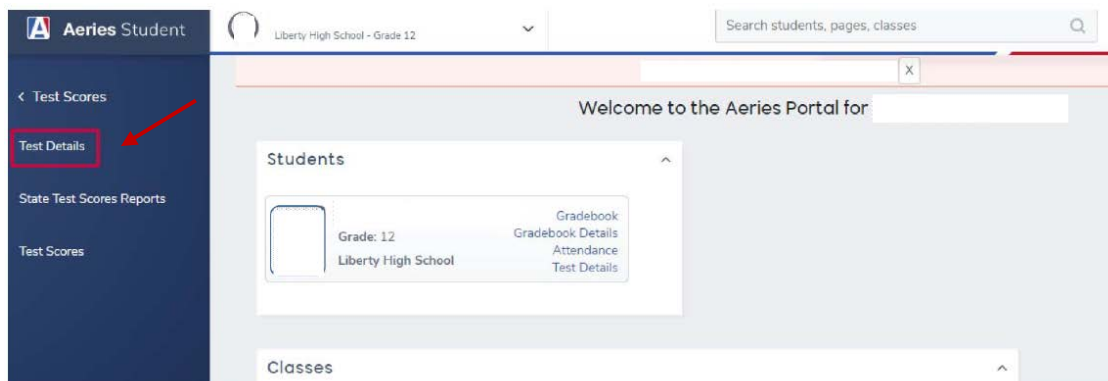 Aeries Student
Liberty High School - Grade 12
Search students, pages, classes
X
< Test Scores
Test Details
State Test Scores Reports
Test Scores
Welcome to the Aeries Portal for
Students
Grade: 12
Liberty High School
Gradebook
Gradebook Details
Attendance
Test Details
Classes